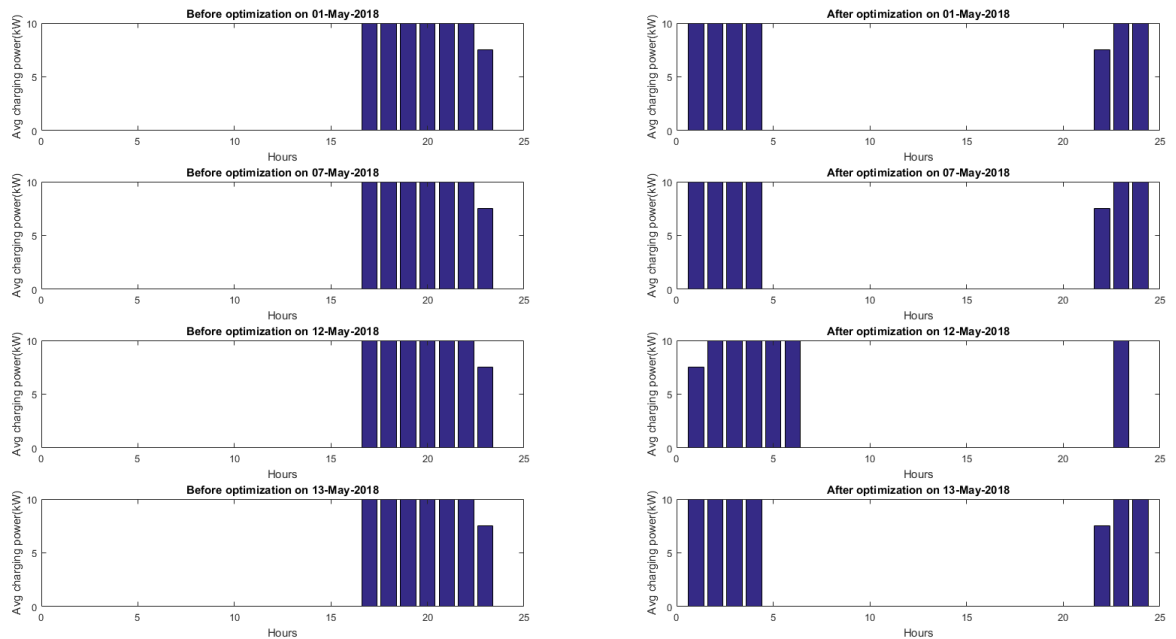 Before optimization on 01-May-2018
Avg charging power(kW)
10
5
0
0 5 10 15 20 25
Hours
After optimization on 01-May-2018
Avg charging power(kW)
10
5
0
0 5 10 15 20 25
Hours
Before optimization on 07-May-2018
Avg charging power(kW)
10
5
0
0 5 10 15 20 25
Hours
After optimization on 07-May-2018
Avg charging power(kW)
10
5
0
0 5 10 15 20 25
Hours
Before optimization on 12-May-2018
Avg charging power(kW)
10
5
0
0 5 10 15 20 25
Hours
After optimization on 12-May-2018
Avg charging power(kW)
10
5
0
0 5 10 15 20 25
Hours
Before optimization on 13-May-2018
Avg charging power(kW)
10
5
0
0 5 10 15 20 25
Hours
After optimization on 13-May-2018
Avg charging power(kW)
10
5
0
0 5 10 15 20 25
Hours